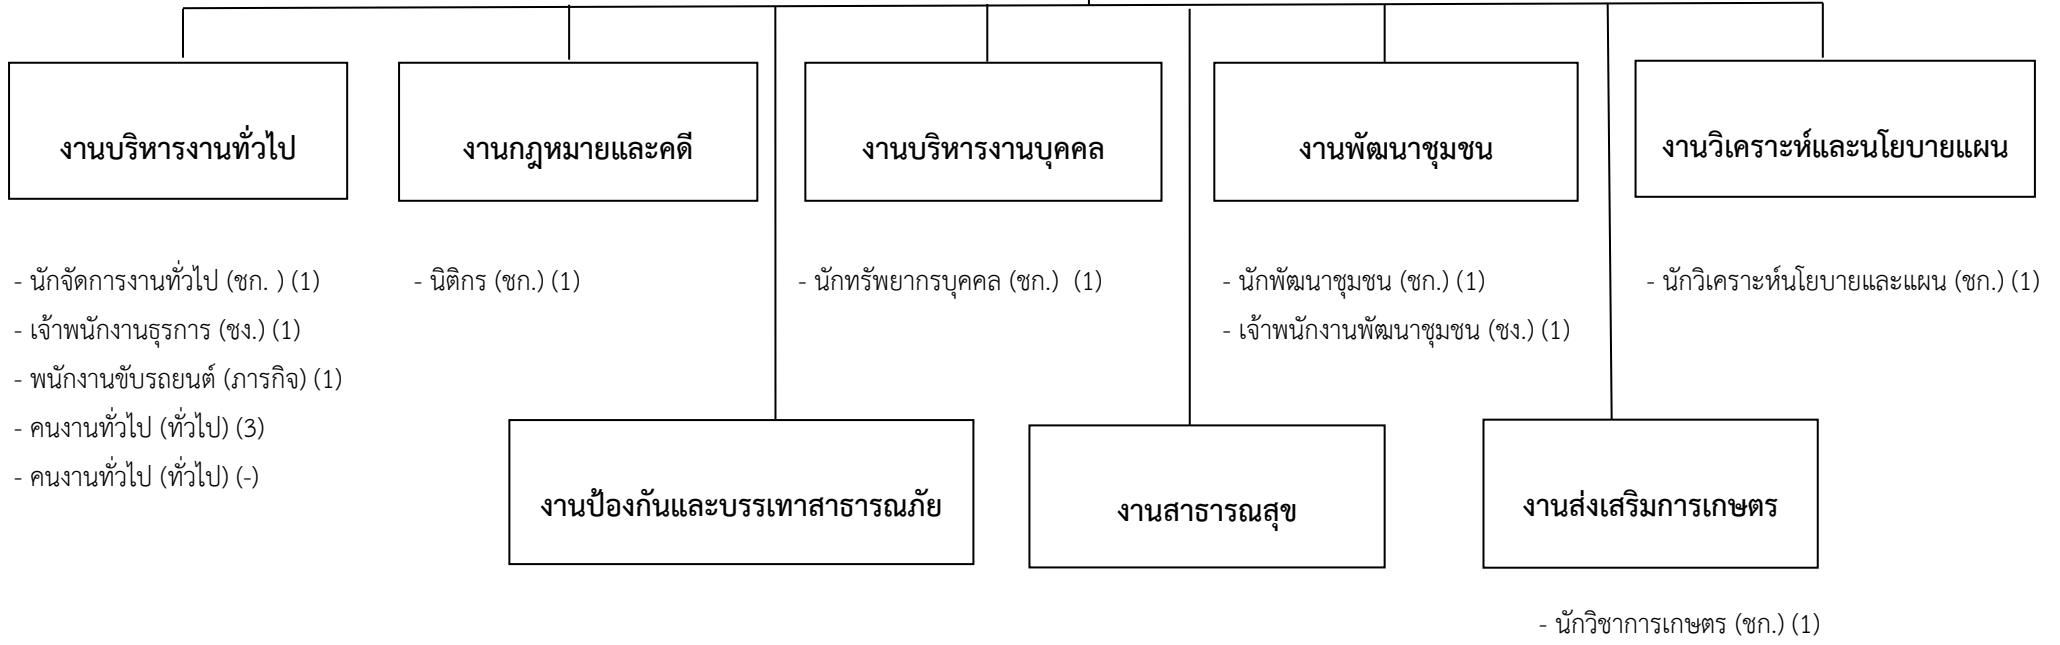 งานบริหารงานทั่วไป
งานกฎหมายและคดี
งานบริหารงานบุคคล
งานพัฒนาชุมชน
งานวิเคราะห์และนโยบายแผน
- นักจัดการงานทั่วไป (ชก. ) (1)
- เจ้าพนักงานธุรการ (ชง.) (1)
- พนักงานขับรถยนต์ (ภารกิจ) (1)
- คนงานทั่วไป (ทั่วไป) (3)
- คนงานทั่วไป (ทั่วไป) (-)
- นิติกร (ชก.) (1)
- นักทรัพยากรบุคคล (ชก.) (1)
- นักพัฒนาชุมชน (ชก.) (1)
- เจ้าพนักงานพัฒนาชุมชน (ชง.) (1)
- นักวิเคราะห์นโยบายและแผน (ชก.) (1)
งานป้องกันและบรรเทาสาธารณภัย
งานสาธารณสุข
งานส่งเสริมการเกษตร
- นักวิชาการเกษตร (ชก.) (1)